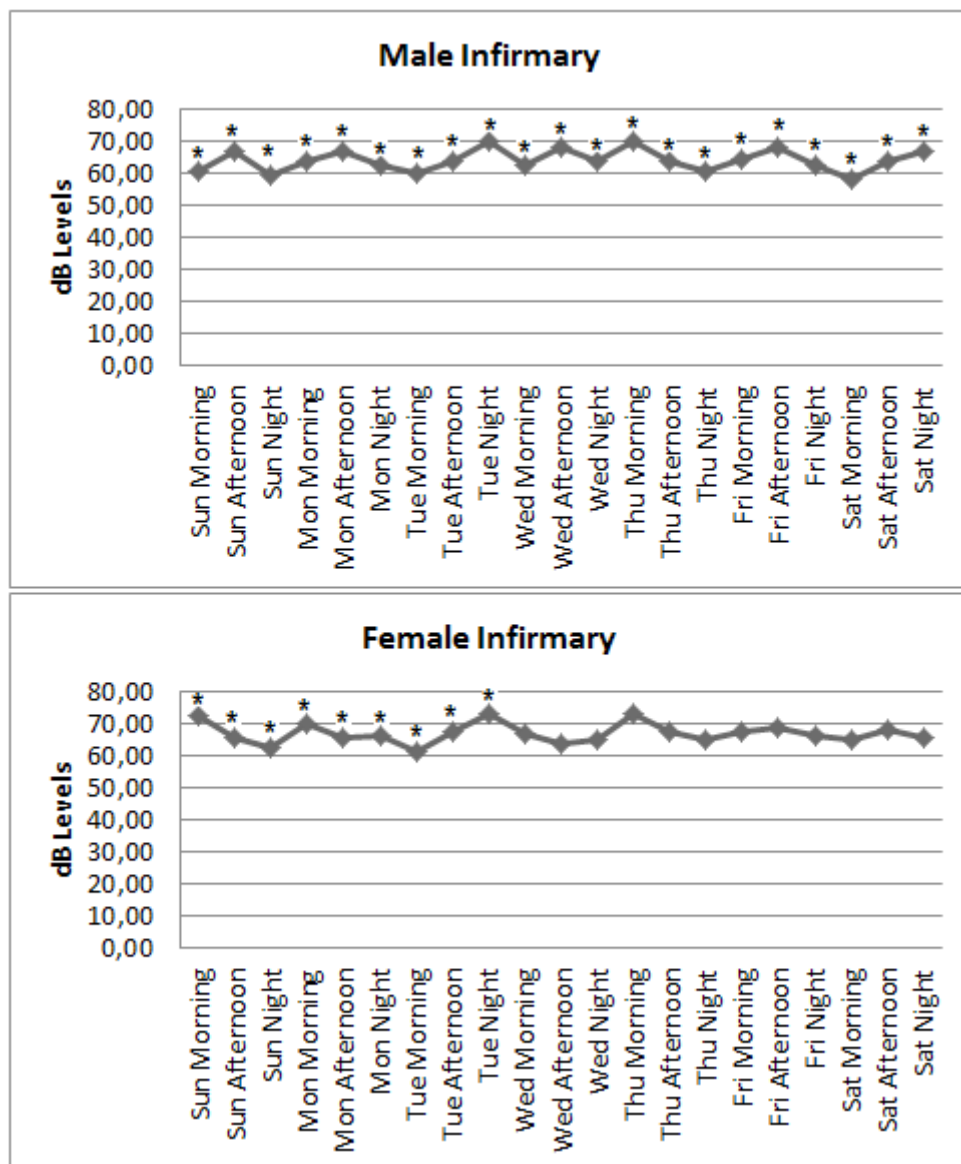 Male Infirmary
80,00
70,00
60,00
50,00
40,00
30,00
20,00
10,00
0,00
dB Levels
* * * * * * * * * * * * * * * * * * * * *
Sun Morning
Sun Afternoon
Sun Night
Mon Morning
Mon Afternoon
Mon Night
Tue Morning
Tue Afternoon
Tue Night
Wed Morning
Wed Afternoon
Wed Night
Thu Morning
Thu Afternoon
Thu Night
Fri Morning
Fri Afternoon
Fri Night
Sat Morning
Sat Afternoon
Sat Night
Female Infirmary
80,00
70,00
60,00
50,00
40,00
30,00
20,00
10,00
0,00
dB Levels
* * * * * * * * *
Sun Morning
Sun Afternoon
Sun Night
Mon Morning
Mon Afternoon
Mon Night
Tue Morning
Tue Afternoon
Tue Night
Wed Morning
Wed Afternoon
Wed Night
Thu Morning
Thu Afternoon
Thu Night
Fri Morning
Fri Afternoon
Fri Night
Sat Morning
Sat Afternoon
Sat Night